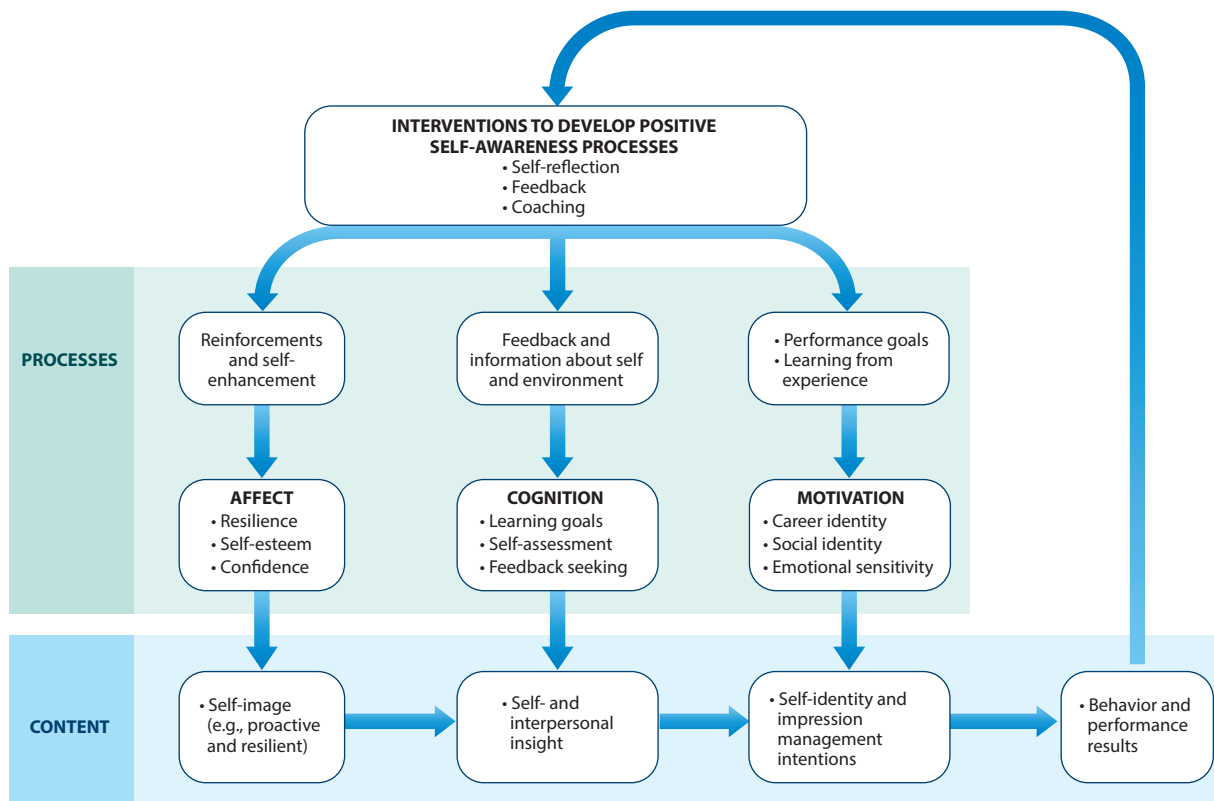 INTERVENTIONS TO DEVELOP POSITIVE
SELF-AWARENESS PROCESSES
• Self-reflection
• Feedback
• Coaching
PROCESSES
Reinforcements
and self-
enhancement
Feedback and
information about self
and environment
• Performance goals
• Learning from
experience
AFFECT
• Resilience
• Self-esteem
• Confidence
COGNITION
• Learning goals
• Self-assessment
• Feedback seeking
MOTIVATION
• Career identity
• Social identity
• Emotional sensitivity
CONTENT
• Self-image
(e.g., proactive
and resilient)
• Self- and
interpersonal
insight
• Self-identity and
impression
management
intentions
• Behavior and
performance
results